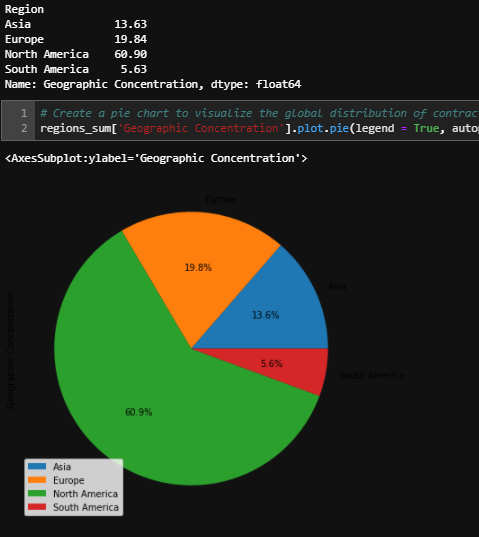 Region
Asia 13.63
Europe 19.84
North America 60.90
South America 5.63
Name: Geographic Concentration, dtype: float64
1 # Create a pie chart to visualize the global distribution of contrac
2 regions_sum['Geographic Concentration'].plot.pie(legend = True, autop
<AxesSubplot:ylabel='Geographic Concentration'>
Europe
19.8%
Asia
13.6%
Geographic Concentration
5.6%
South America
60.9%
Asia
Europe
North America
South America